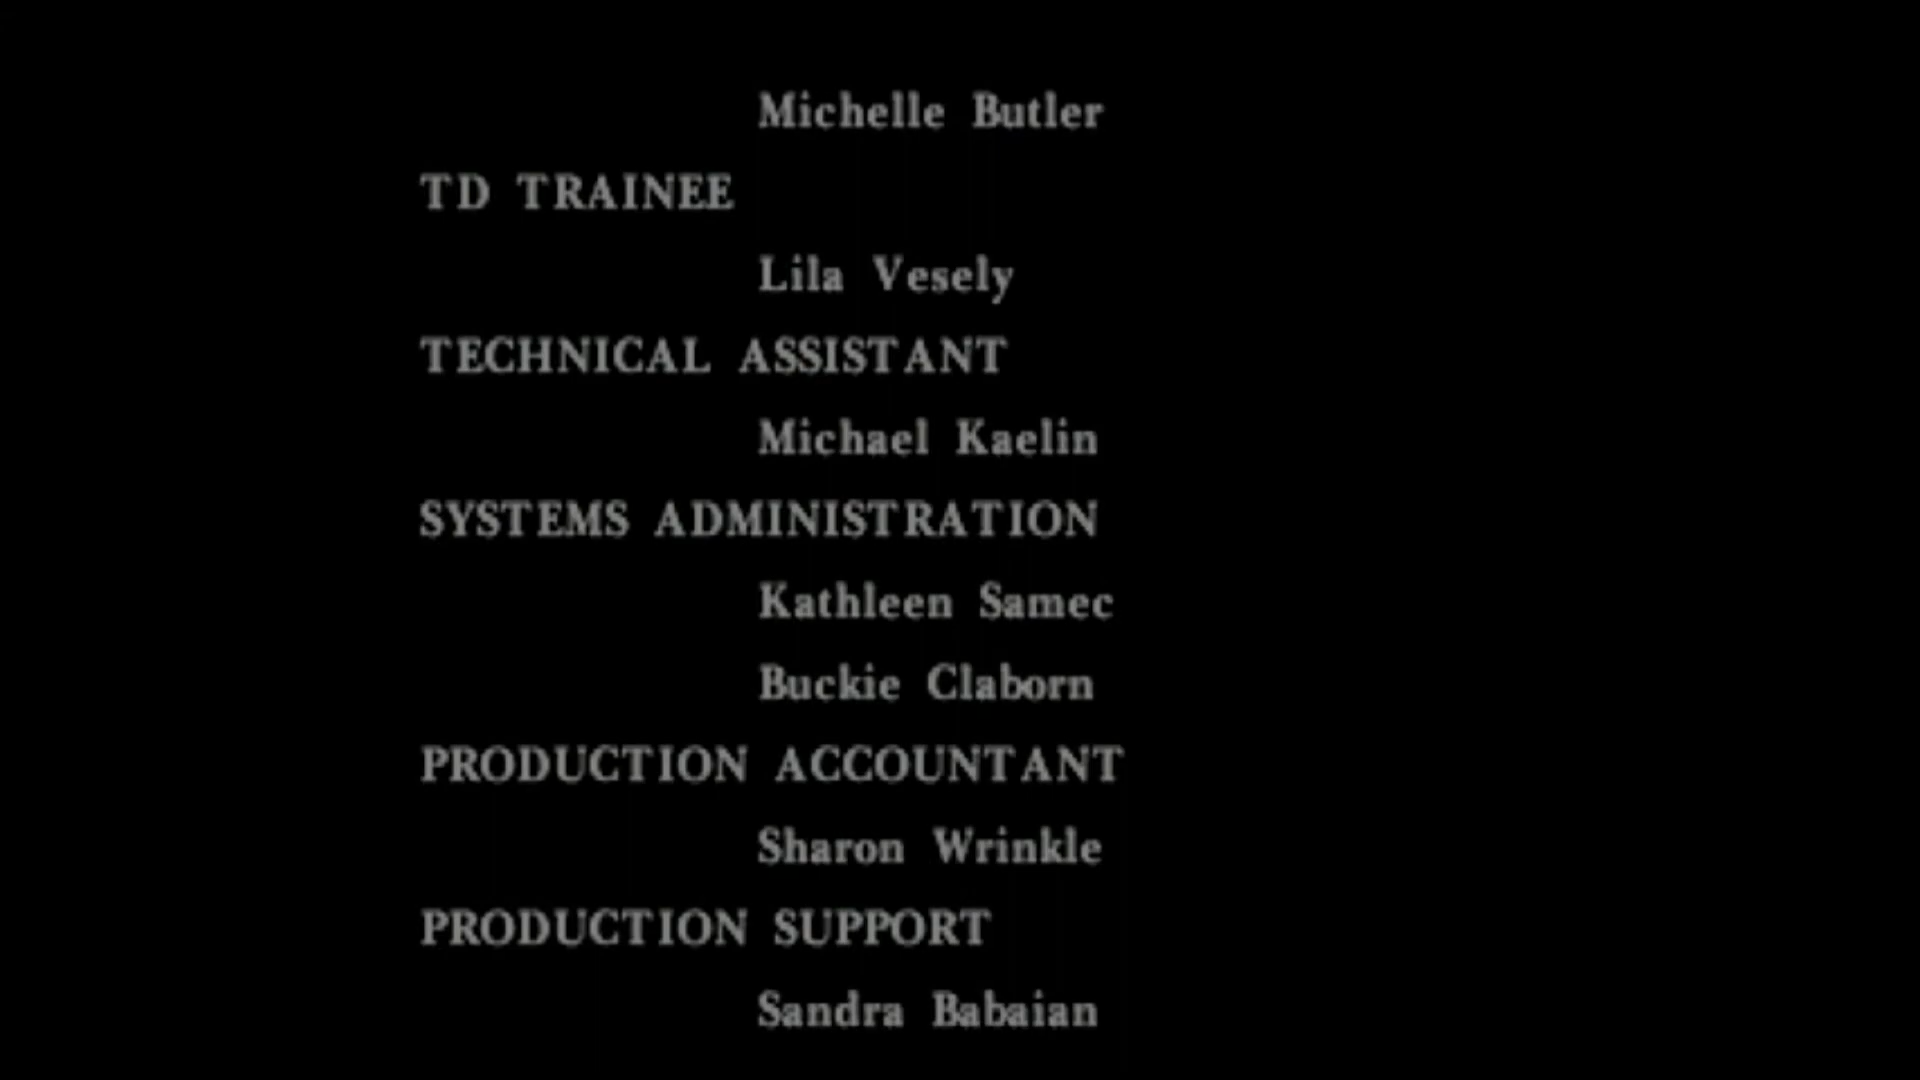 Michelle Butler
TD TRAINEE
Lila Vesely
TECHNICAL ASSISTANT
Michael Kaelin
SYSTEMS ADMINISTRATION
Kathleen Samec
Buckie Claborn
PRODUCTION ACCOUNTANT
Sharon Wrinkle
PRODUCTION SUPPORT
Sandra Babaian